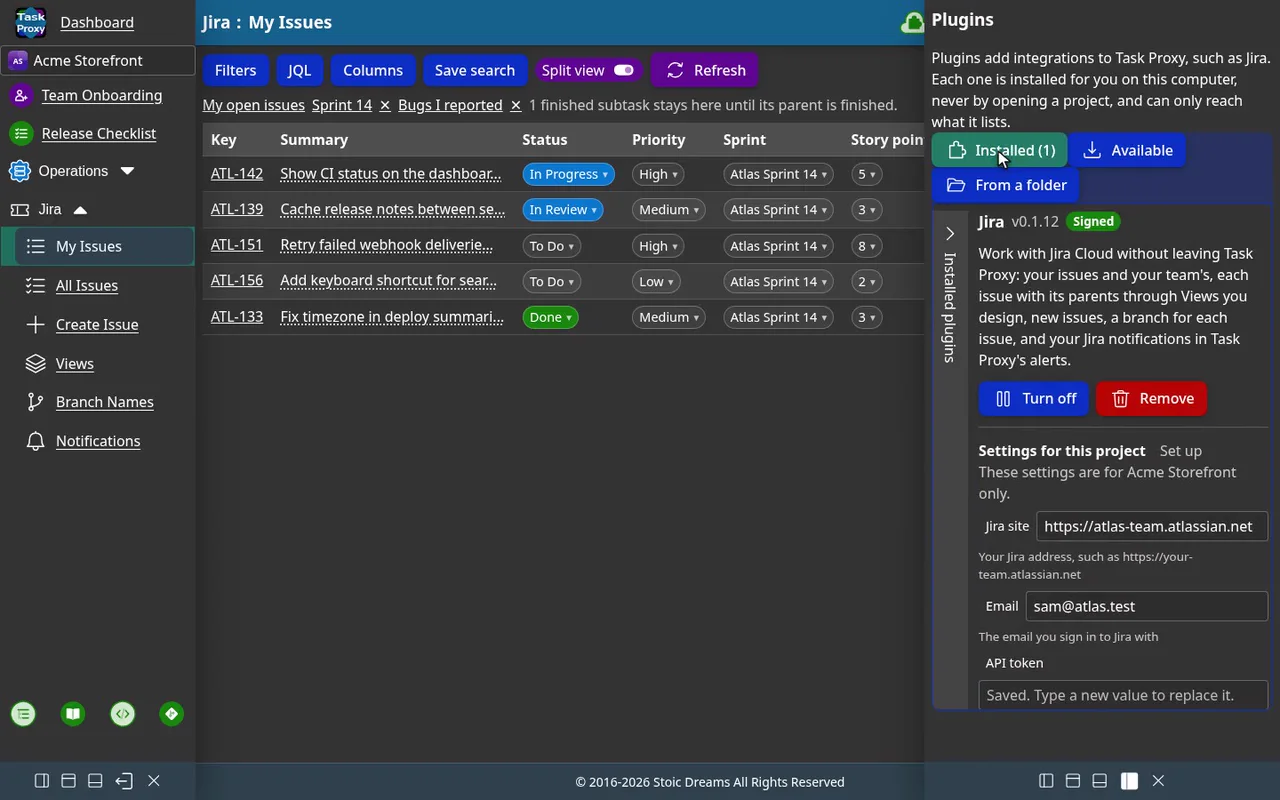 Task
Proxy
Dashboard
AS Acme Storefront
Team Onboarding
Release Checklist
Operations
Jira
My Issues
All Issues
Create Issue
Views
Branch Names
Notifications
Jira : My Issues
Filters JQL Columns Save search Split view Refresh
My open issues Sprint 14 × Bugs I reported × 1 finished subtask stays here until its parent is finished.
Key Summary Status Priority Sprint Story poin
ATL-142 Show CI status on the dashboar... In Progress High Atlas Sprint 14 5
ATL-139 Cache release notes between se... In Review Medium Atlas Sprint 14 3
ATL-151 Retry failed webhook deliverie... To Do High Atlas Sprint 14 8
ATL-156 Add keyboard shortcut for sear... To Do Low Atlas Sprint 14 2
ATL-133 Fix timezone in deploy summari... Done Medium Atlas Sprint 14 3
© 2016-2026 Stoic Dreams All Rights Reserved
Plugins
Plugins add integrations to Task Proxy, such as Jira.
Each one is installed for you on this computer,
never by opening a project, and can only reach
what it lists.
Installed (1) Available
From a folder
Installed plugins
Jira v0.1.12 Signed
Work with Jira Cloud without leaving Task
Proxy: your issues and your team's, each
issue with its parents through Views you
design, new issues, a branch for each
issue, and your Jira notifications in Task
Proxy's alerts.
Turn off Remove
Settings for this project Set up
These settings are for Acme Storefront
only.
Jira site https://atlas-team.atlassian.net
Your Jira address, such as https://your-
team.atlassian.net
Email sam@atlas.test
The email you sign in to Jira with
API token
Saved. Type a new value to replace it.